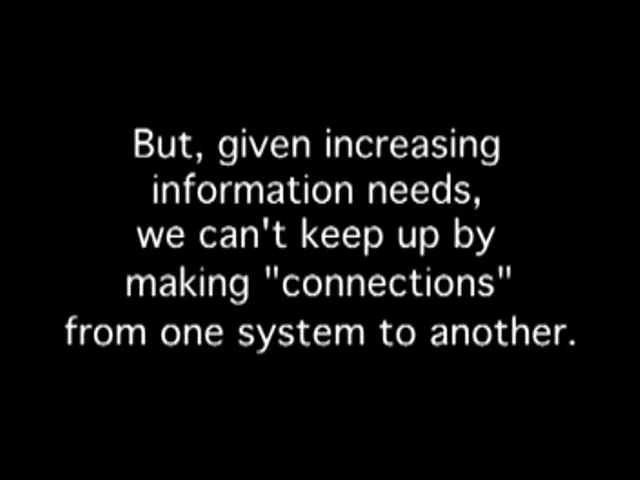 But, given increasing
information needs,
we can't keep up by
making "connections"
from one system to another.